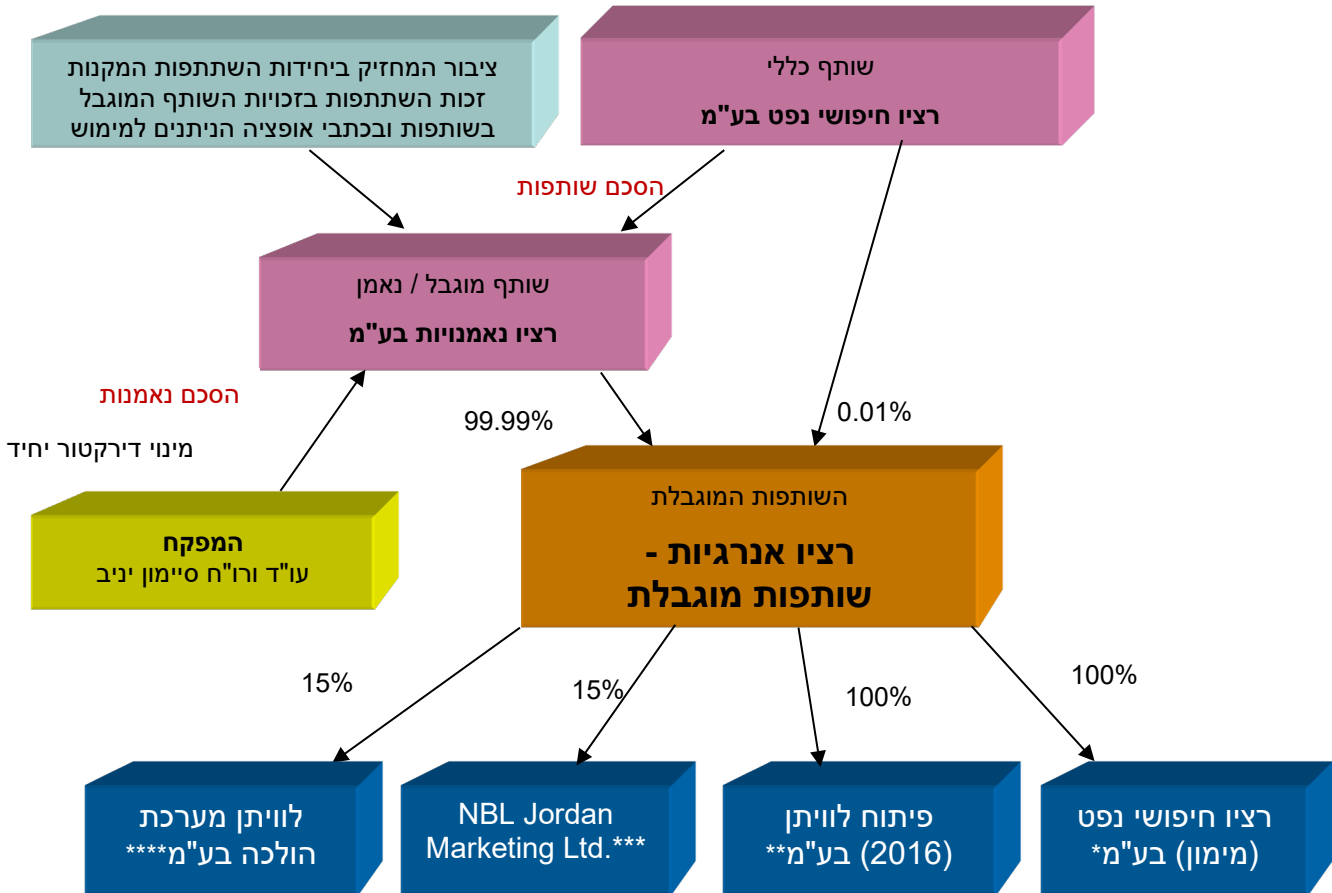 ציבור המחזיק ביחידות השתתפות המקנות
זכות השתתפות בזכויות השותף המוגבל
בשותפות ובכתבי אופציה הניתנים למימוש
שותף כללי
רציו חיפושי נפט בע"מ
הסכם שותפות
שותף מוגבל / נאמן
רציו נאמנויות בע"מ
הסכם נאמנות
מינוי דירקטור יחיד
99.99%
0.01%
המפקח
עו"ד ורו"ח סיימון יניב
השותפות המוגבלת
רציו אנרגיות -
שותפות מוגבלת
100%
100%
15%
15%
רציו חיפושי נפט
(מימון) בע"מ*
פיתוח לוויתן
(2016) בע"מ**
NBL Jordan
Marketing Ltd.***
לוויתן מערכת
הולכה בע"מ****